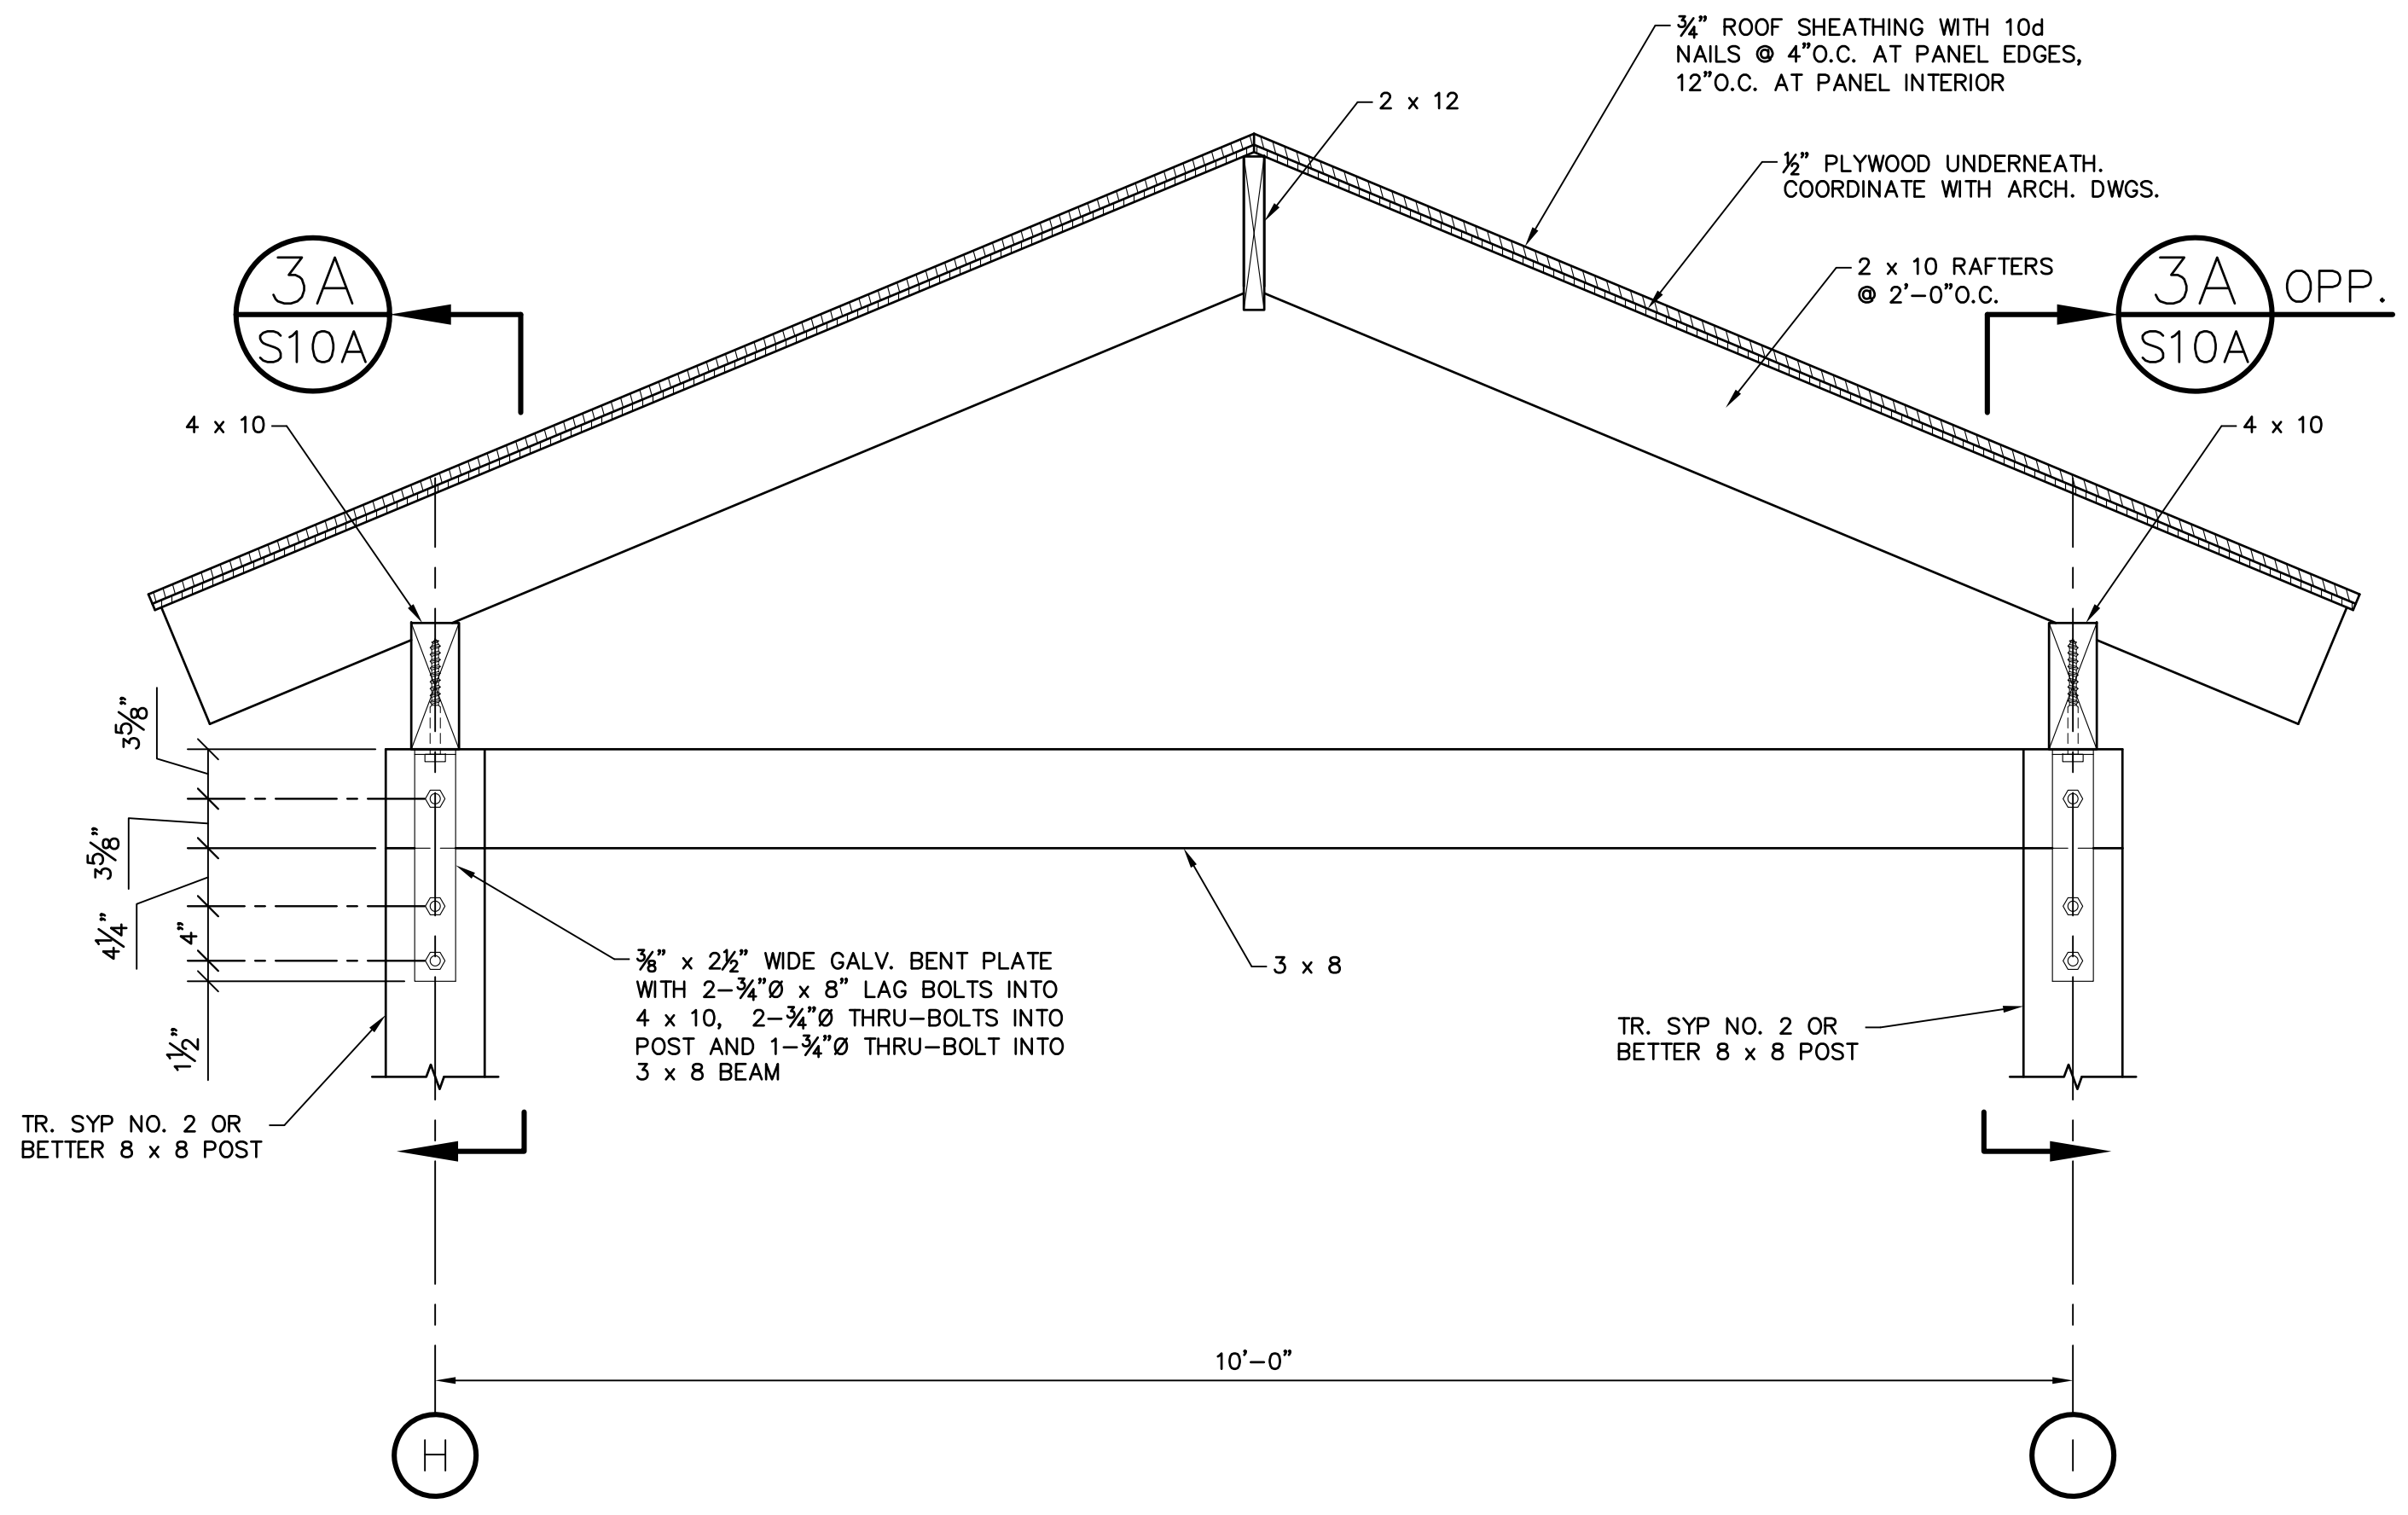 ¾" ROOF SHEATHING WITH 10d
NAILS @ 4"O.C. AT PANEL EDGES,
12"O.C. AT PANEL INTERIOR
2 x 12
½" PLYWOOD UNDERNEATH.
COORDINATE WITH ARCH. DWGS.
2 x 10 RAFTERS
@ 2'-0"O.C.
3A
S10A
3A
S10A
OPP.
4 x 10
4 x 10
3⅝"
3⅝"
4¼"
4"
1½"
⅜" x 2½" WIDE GALV. BENT PLATE
WITH 2-¾"Ø x 8" LAG BOLTS INTO
4 x 10, 2-¾"Ø THRU-BOLTS INTO
POST AND 1-¾"Ø THRU-BOLT INTO
3 x 8 BEAM
3 x 8
TR. SYP NO. 2 OR
BETTER 8 x 8 POST
TR. SYP NO. 2 OR
BETTER 8 x 8 POST
10'-0"
H
I